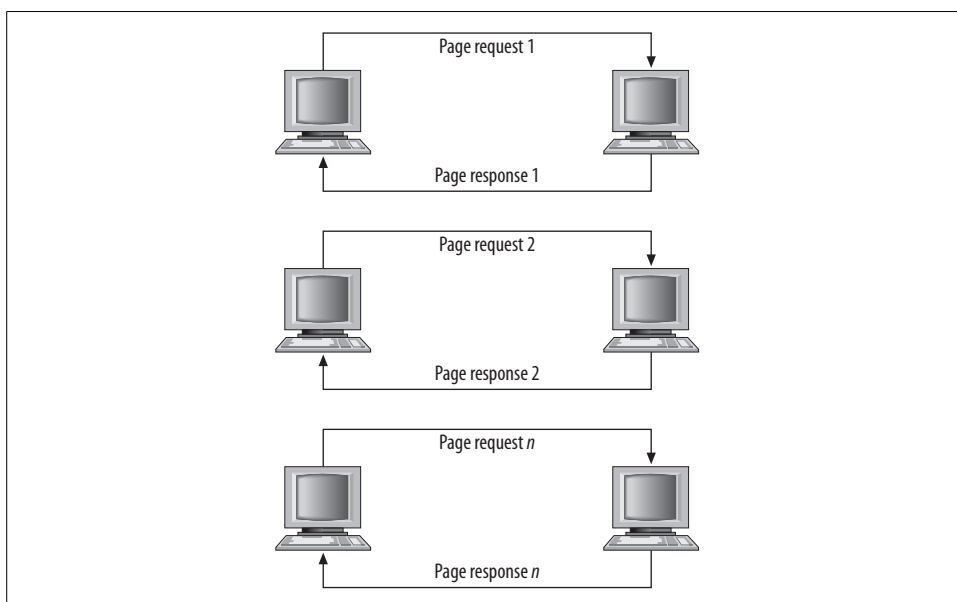 Page request 1
Page response 1
Page request 2
Page response 2
Page request n
Page response n